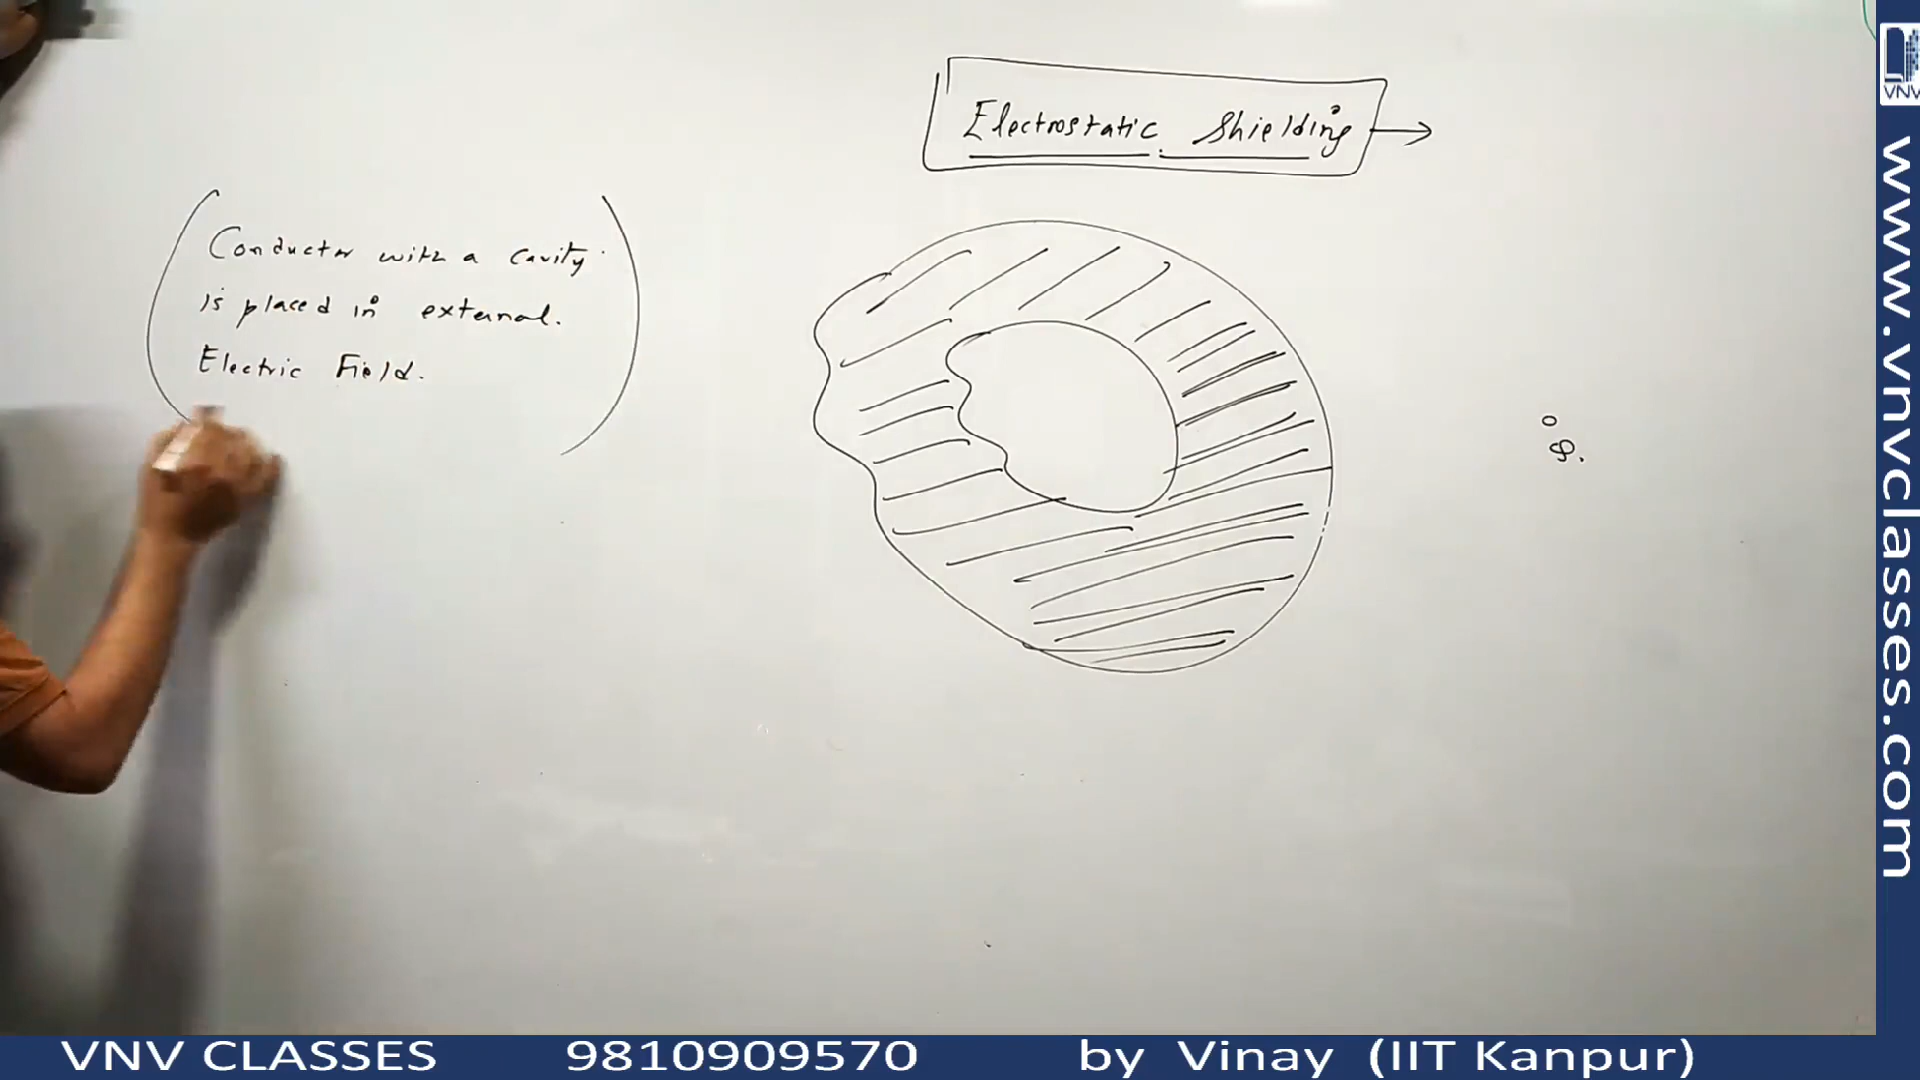 Electrostatic Shielding →
Conductor with a cavity
is placed in external.
Electric Field.
VNV
www.vnvclasses.com
VNV CLASSES 9810909570 by Vinay (IIT Kanpur)